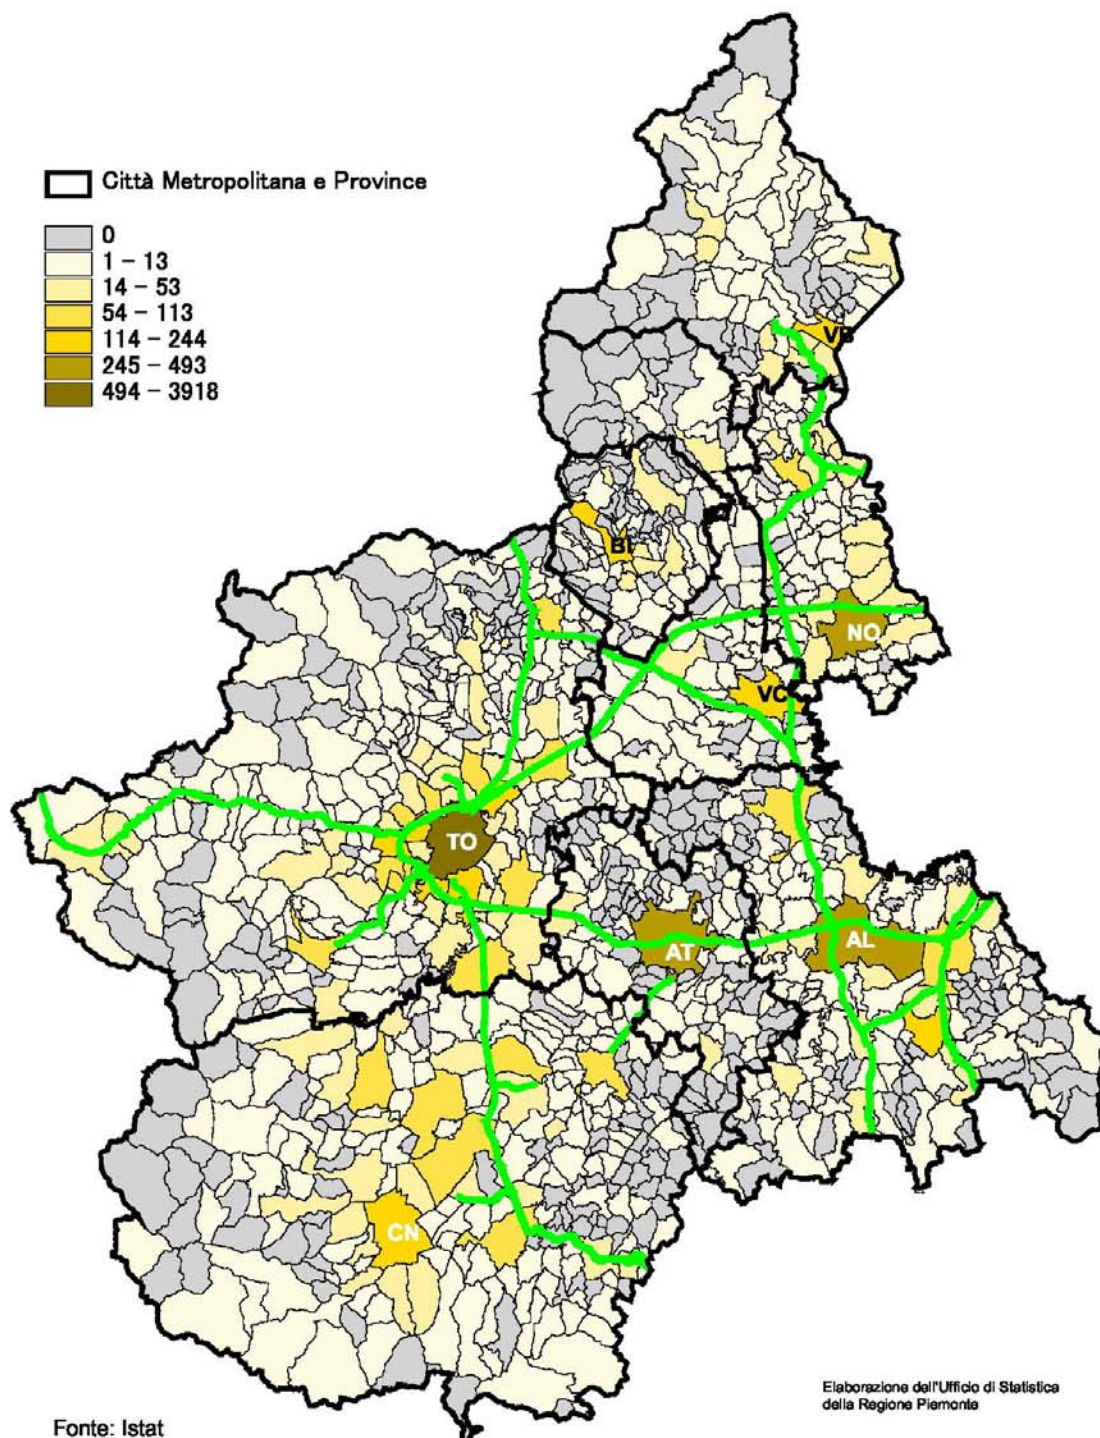 Città Metropolitana e Province
0
1 – 13
14 – 53
54 – 113
114 – 244
245 – 493
494 – 3918
VB
BI
NO
VC
TO
AT
AL
CN
Elaborazione dell'Ufficio di Statistica
della Regione Piemonte
Fonte: Istat